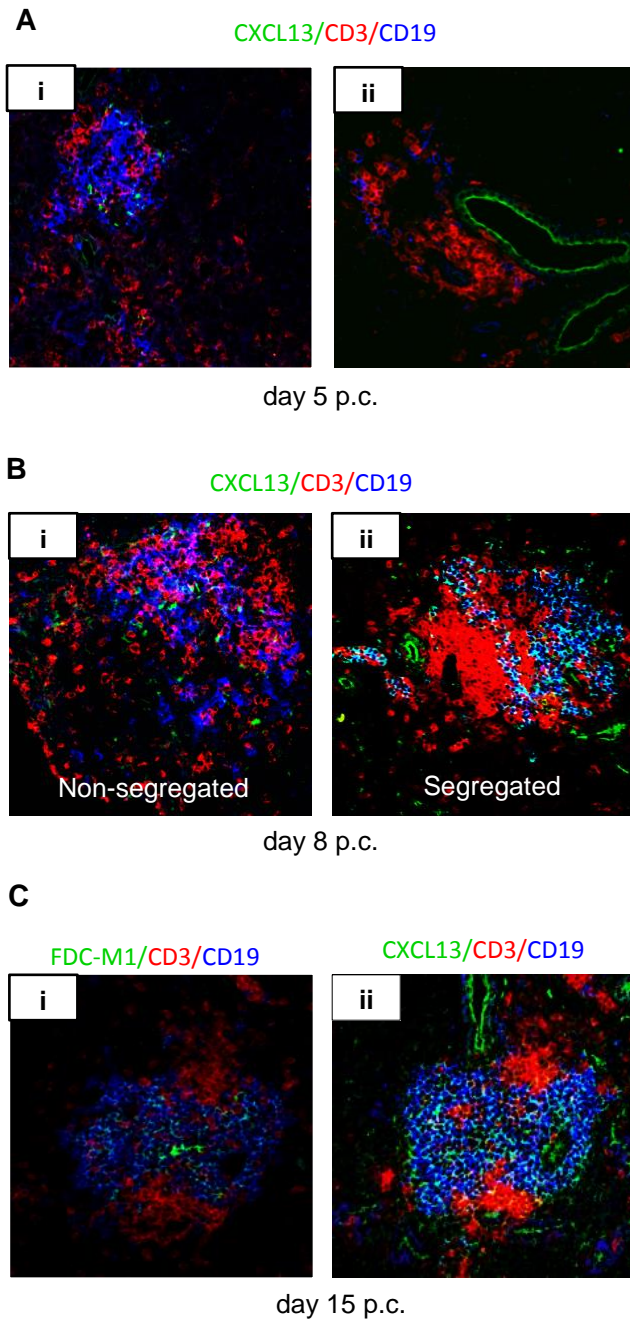 A
CXCL13/CD3/CD19
i
ii
day 5 p.c.
B
CXCL13/CD3/CD19
i
ii
Non-segregated
Segregated
day 8 p.c.
C
FDC-M1/CD3/CD19
CXCL13/CD3/CD19
i
ii
day 15 p.c.